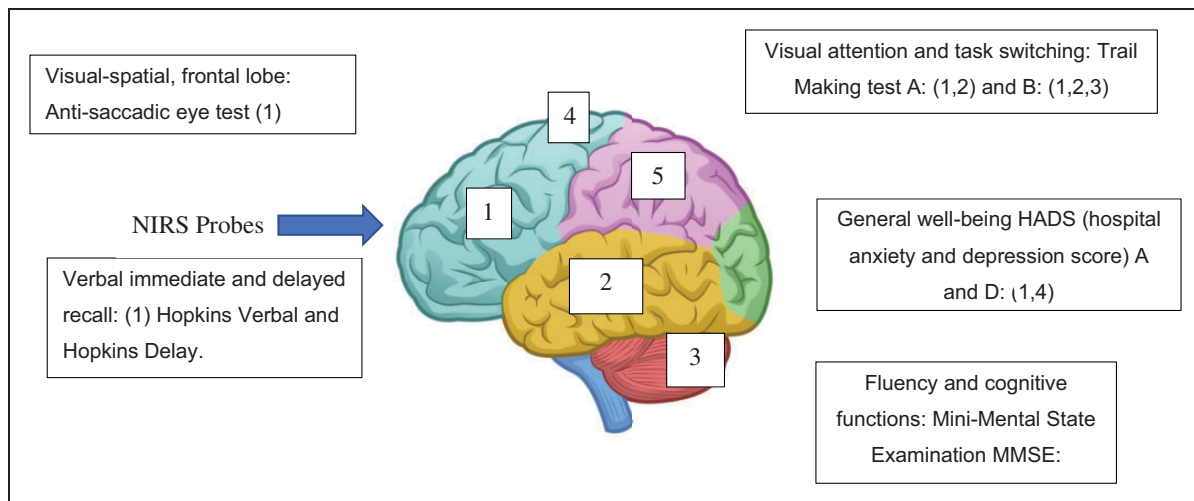 Visual-spatial, frontal lobe:
Anti-saccadic eye test (1)
Visual attention and task switching: Trail
Making test A: (1,2) and B: (1,2,3)
4
5
1
NIRS Probes
General well-being HADS (hospital
anxiety and depression score) A
and D: (1,4)
Verbal immediate and delayed
recall: (1) Hopkins Verbal and
Hopkins Delay.
2
3
Fluency and cognitive
functions: Mini-Mental State
Examination MMSE: